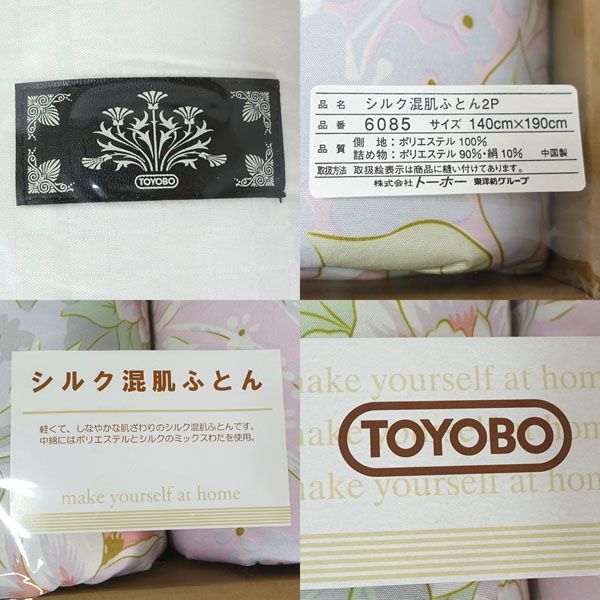 TOYOBO
品名 シルク混肌ふとん2P
品番 6085 サイズ 140cm×190cm
品質 側地:ポリエステル 100%
詰め物:ポリエステル 90%・絹 10% 中国製
取扱方法 取扱絵表示は商品に縫い付けてあります。
株式会社トーホー 東洋紡グループ
シルク混肌ふとん
軽くて、しなやかな肌ざわりのシルク混肌ふとんです。
中綿にはポリエステルとシルクのミックスわたを使用。
make yourself at home
make yourself at home
TOYOBO
make yourself at home